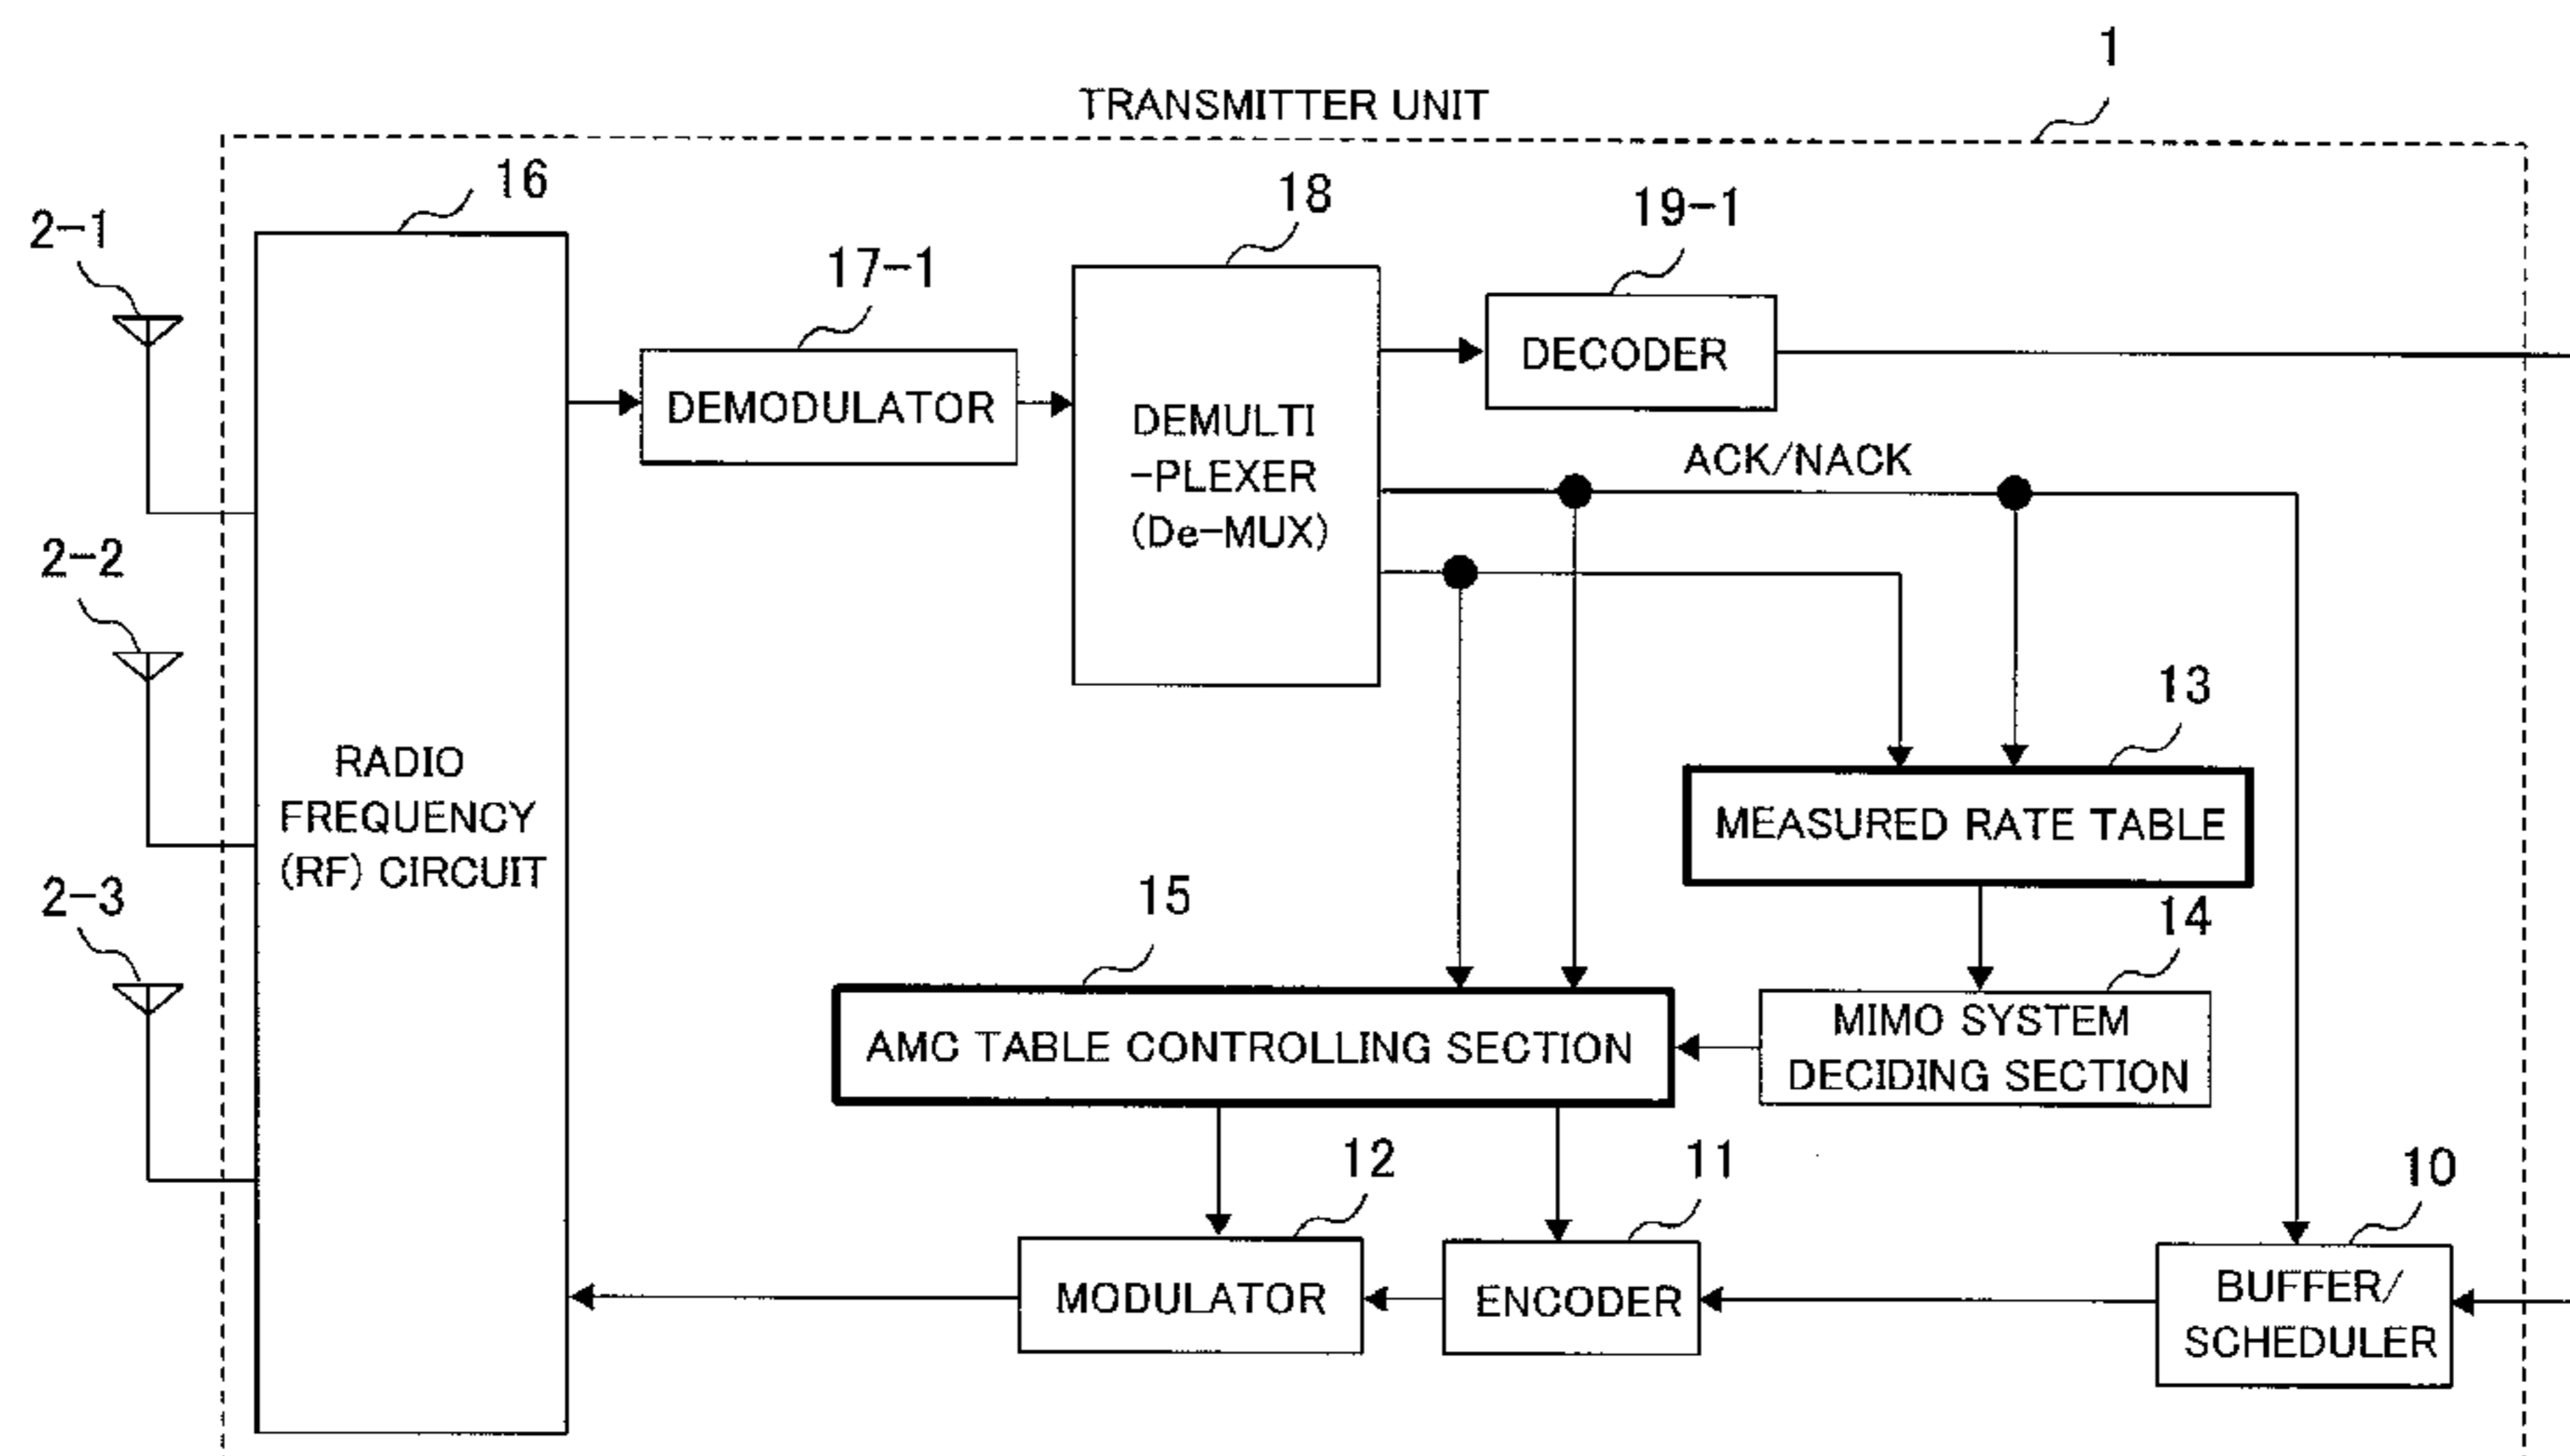 1
TRANSMITTER UNIT
16
18
19-1
2-1
17-1
DECODER
DEMODULATOR
DEMULTI
-PLEXER
(De-MUX)
ACK/NACK
2-2
13
RADIO
FREQUENCY
(RF) CIRCUIT
MEASURED RATE TABLE
2-3
15
14
AMC TABLE CONTROLLING SECTION
MIMO SYSTEM
DECIDING SECTION
12
11
10
MODULATOR
ENCODER
BUFFER/
SCHEDULER